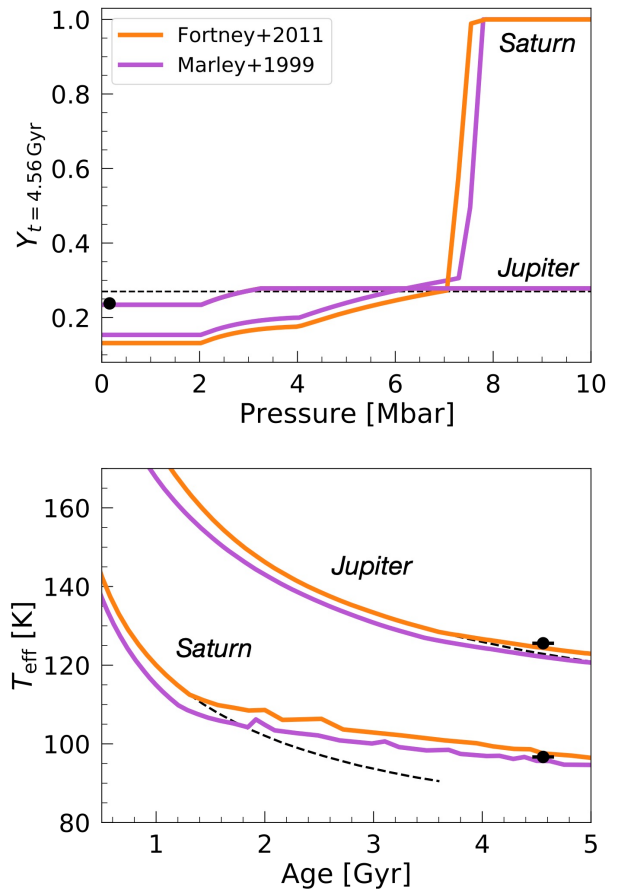 Fortney+2011
Marley+1999
Saturn
Jupiter
1.0
0.8
0.6
0.4
0.2
Y_{t = 4.56 Gyr}
0 2 4 6 8 10
Pressure [Mbar]
160
140
120
100
80
T_{eff} [K]
Jupiter
Saturn
1 2 3 4 5
Age [Gyr]